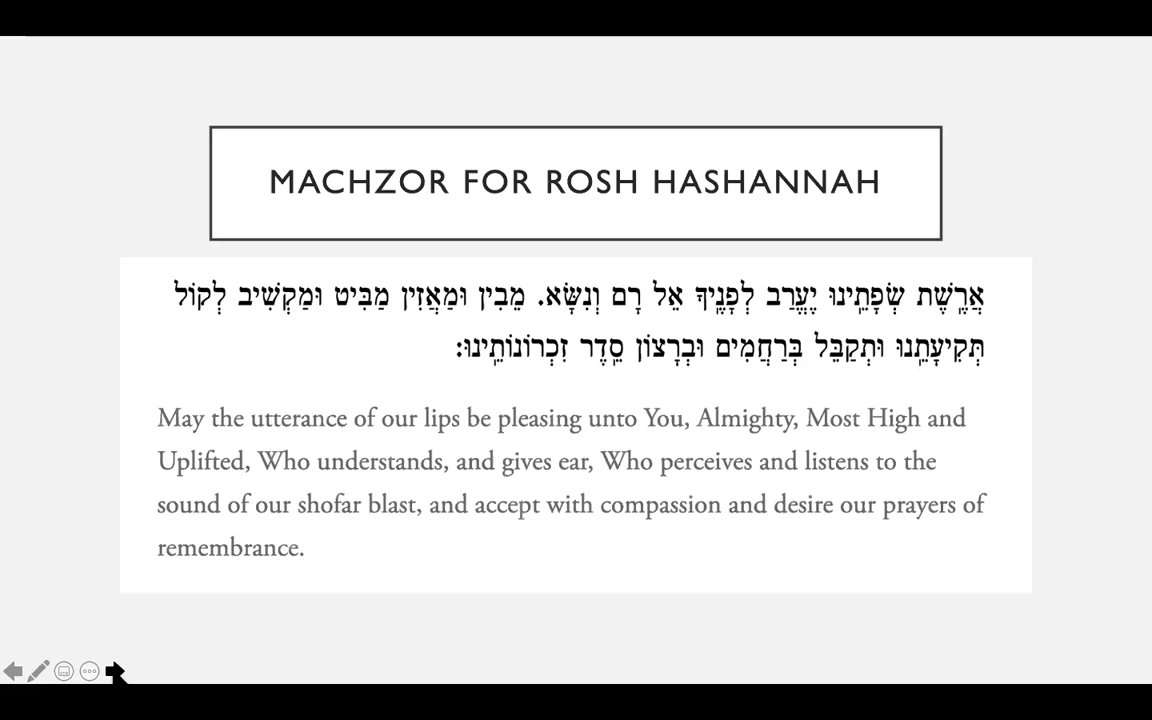 MACHZOR FOR ROSH HASHANNAH
אֲרֶֽשֶׁת שְׂפָתֵֽינוּ יֶעֱרַב לְפָנֶֽיךָ אֵל רָם וְנִשָּׂא. מֵבִין וּמַאֲזִין מַבִּיט וּמַקְשִׁיב לְקוֹל
תְּקִיעָתֵֽנוּ וּתְקַבֵּל בְּרַחֲמִים וּבְרָצוֹן סֵֽדֶר זִכְרוֹנוֹתֵֽינוּ:
May the utterance of our lips be pleasing unto You, Almighty, Most High and
Uplifted, Who understands, and gives ear, Who perceives and listens to the
sound of our shofar blast, and accept with compassion and desire our prayers of
remembrance.